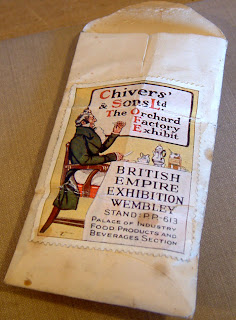 Chivers'
& Sons Ltd
The Orchard
Factory
Exhibit
BRITISH
EMPIRE
EXHIBITION
WEMBLEY
STAND: P.P.-613
PALACE OF INDUSTRY
FOOD PRODUCTS AND
BEVERAGES SECTION